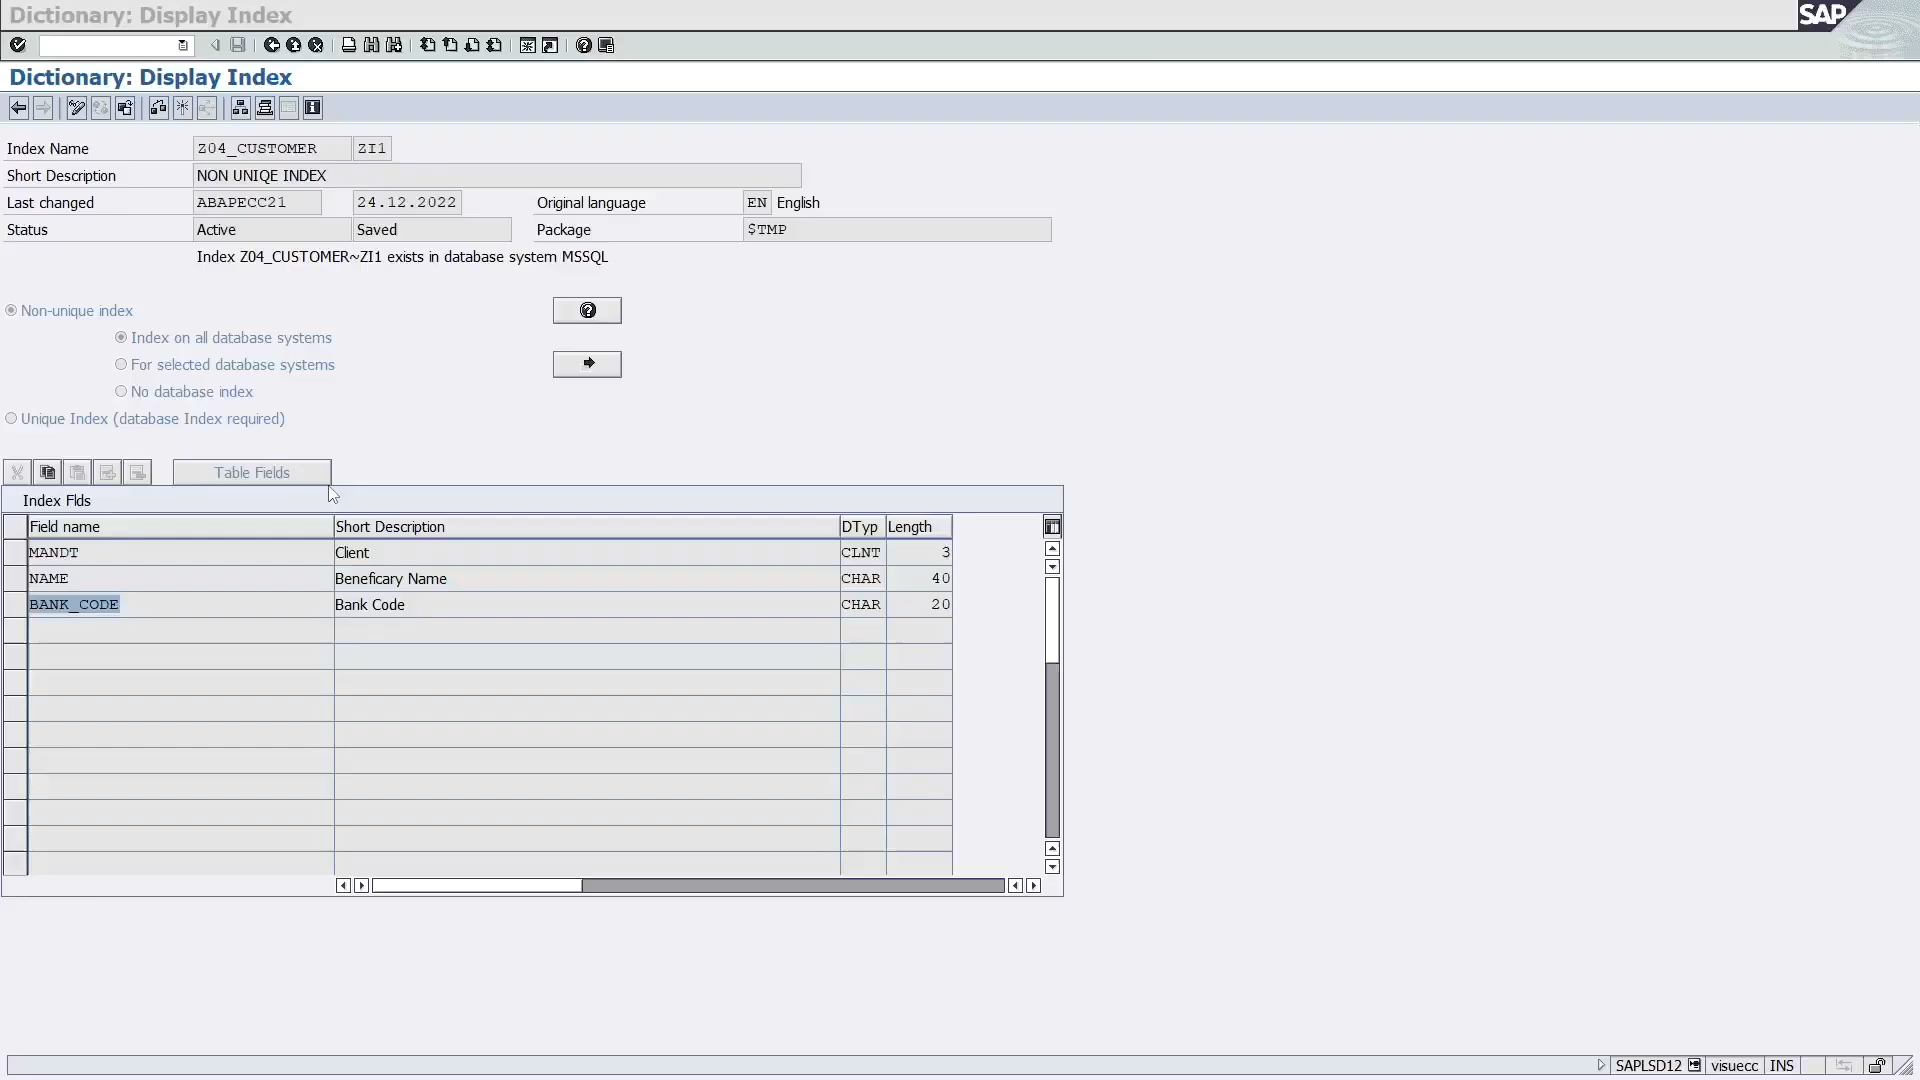 Dictionary: Display Index
SAP
Dictionary: Display Index
Index Name Z04_CUSTOMER ZI1
Short Description NON UNIQE INDEX
Last changed ABAPECC21 24.12.2022 Original language EN English
Status Active Saved Package $TMP
Index Z04_CUSTOMER~ZI1 exists in database system MSSQL
Non-unique index
Index on all database systems
For selected database systems
No database index
Unique Index (database Index required)
Table Fields
Index Flds
Field name Short Description DTyp Length
MANDT Client CLNT 3
NAME Beneficary Name CHAR 40
BANK_CODE Bank Code CHAR 20
SAPLSD12 visuecc INS